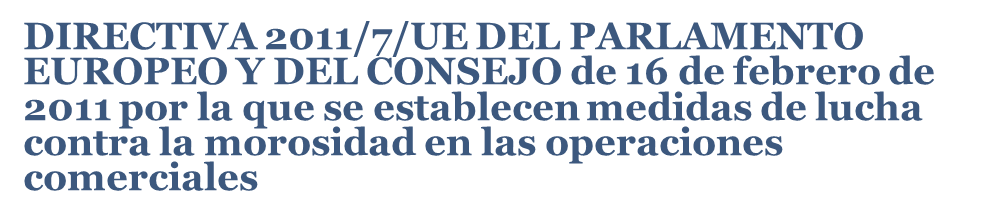 DIRECTIVA 2011/7/UE DEL PARLAMENTO
EUROPEO Y DEL CONSEJO de 16 de febrero de
2011 por la que se establecen medidas de lucha
contra la morosidad en las operaciones
comerciales